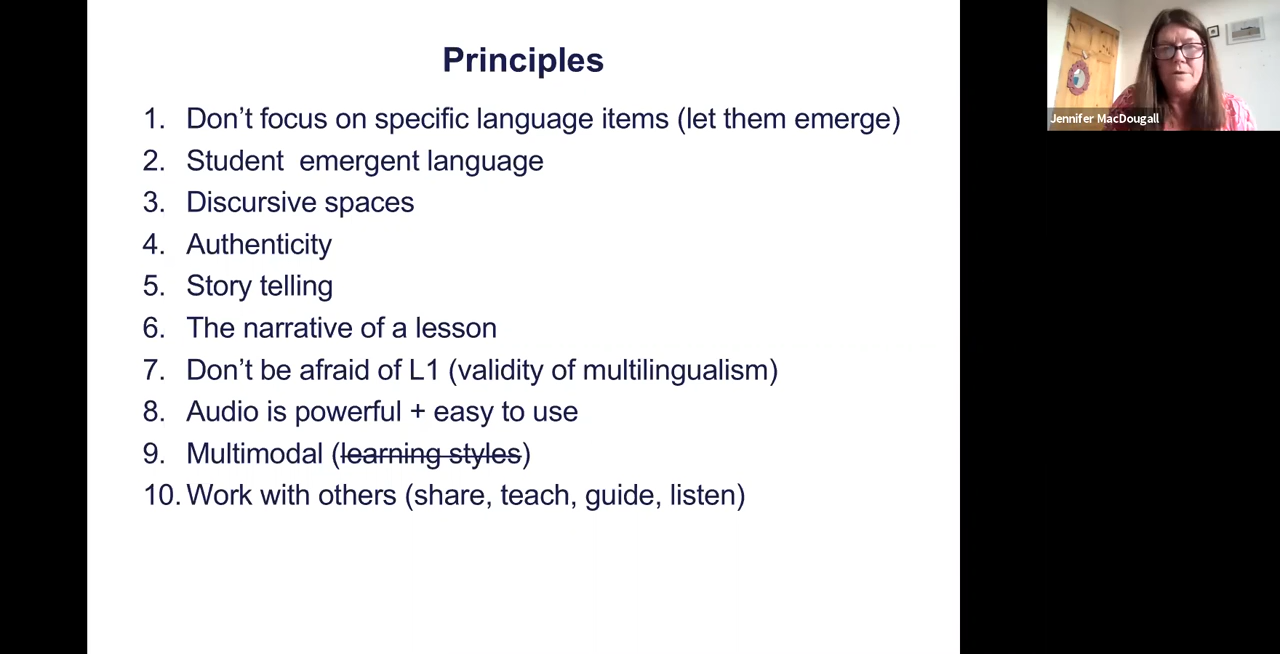 Principles
1. Don't focus on specific language items (let them emerge)
2. Student  emergent language
3. Discursive spaces
4. Authenticity
5. Story telling
6. The narrative of a lesson
7. Don't be afraid of L1 (validity of multilingualism)
8. Audio is powerful + easy to use
9. Multimodal (learning styles)
10. Work with others (share, teach, guide, listen)
Jennifer MacDougall